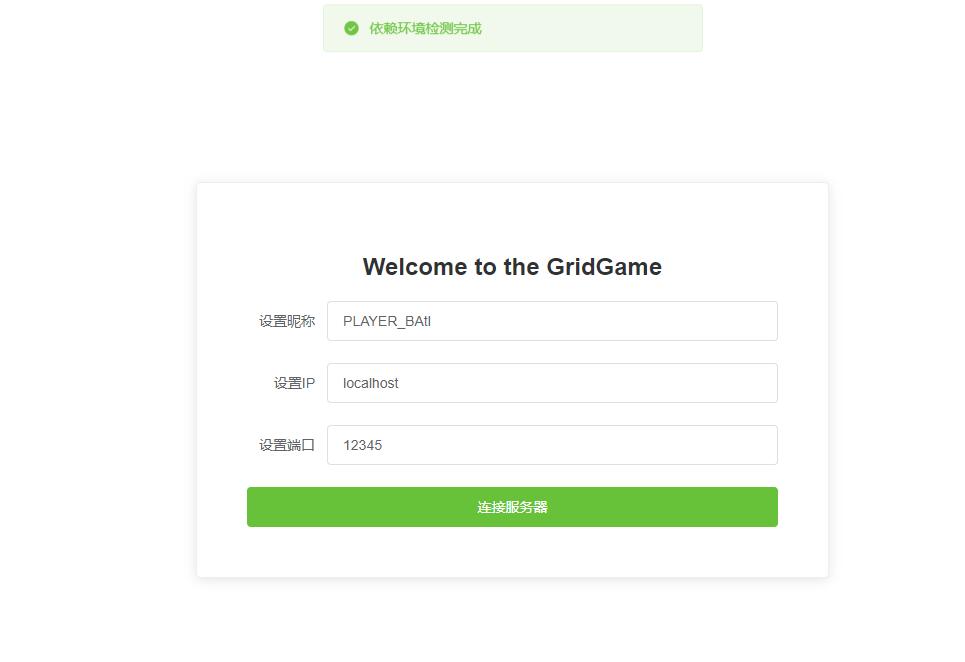 依赖环境检测完成
Welcome to the GridGame
设置昵称 PLAYER_BAtl
设置IP localhost
设置端口 12345
连接服务器